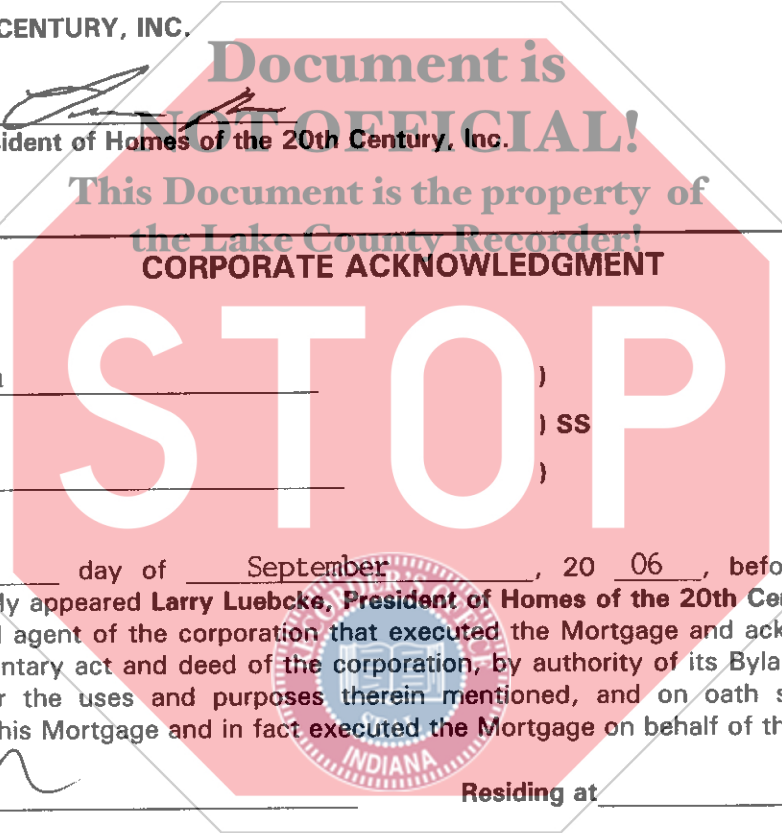 CENTURY, INC.
Document is
NOT OFFICIAL!
ident of Homes of the 20th Century, Inc.
This Document is the property of
the Lake County Recorder!
CORPORATE ACKNOWLEDGMENT
STOP
)
) SS
)
day of September, 20 06, befo
ly appeared Larry Luebcke, President of Homes of the 20th Cen
agent of the corporation that executed the Mortgage and ack
ntary act and deed of the corporation, by authority of its Byla
r the uses and purposes therein mentioned, and on oath s
his Mortgage and in fact executed the Mortgage on behalf of th
RECORDER'S OFFICE
SEAL
INDIANA
Residing at